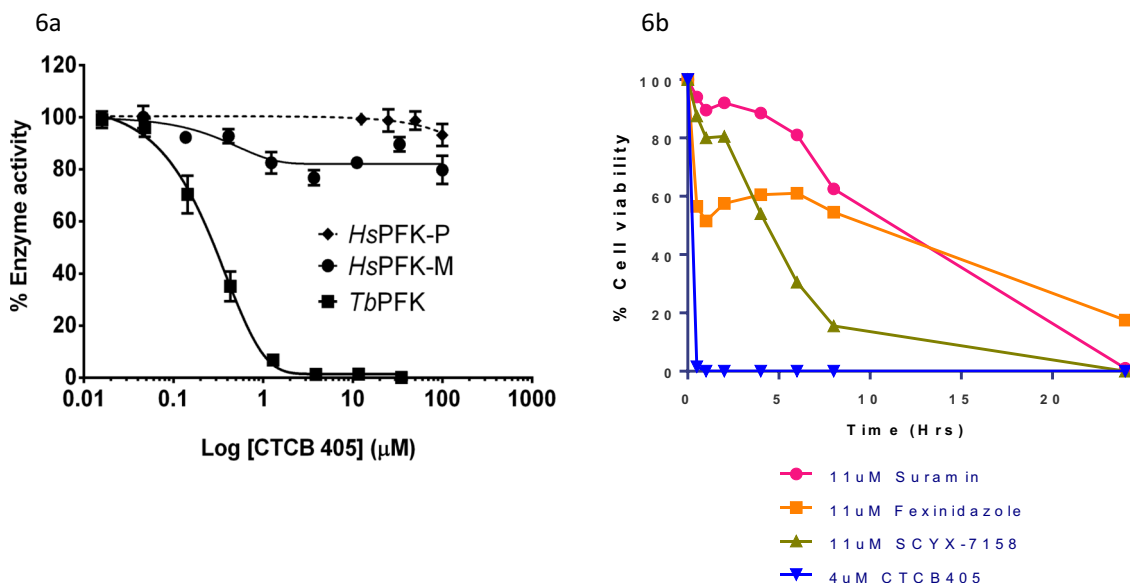 6a
120
100
80
60
40
20
0
% Enzyme activity
HsPFK-P
HsPFK-M
TbPFK
0.01 0.1 1 10 100 1000
Log [CTCB 405] (μM)
6b
100
80
60
40
20
0
% Cell viability
0 5 10 15 20
Time (Hrs)
11uM Suramin
11uM Fexinidazole
11uM SCYX-7158
4uM CTCB405